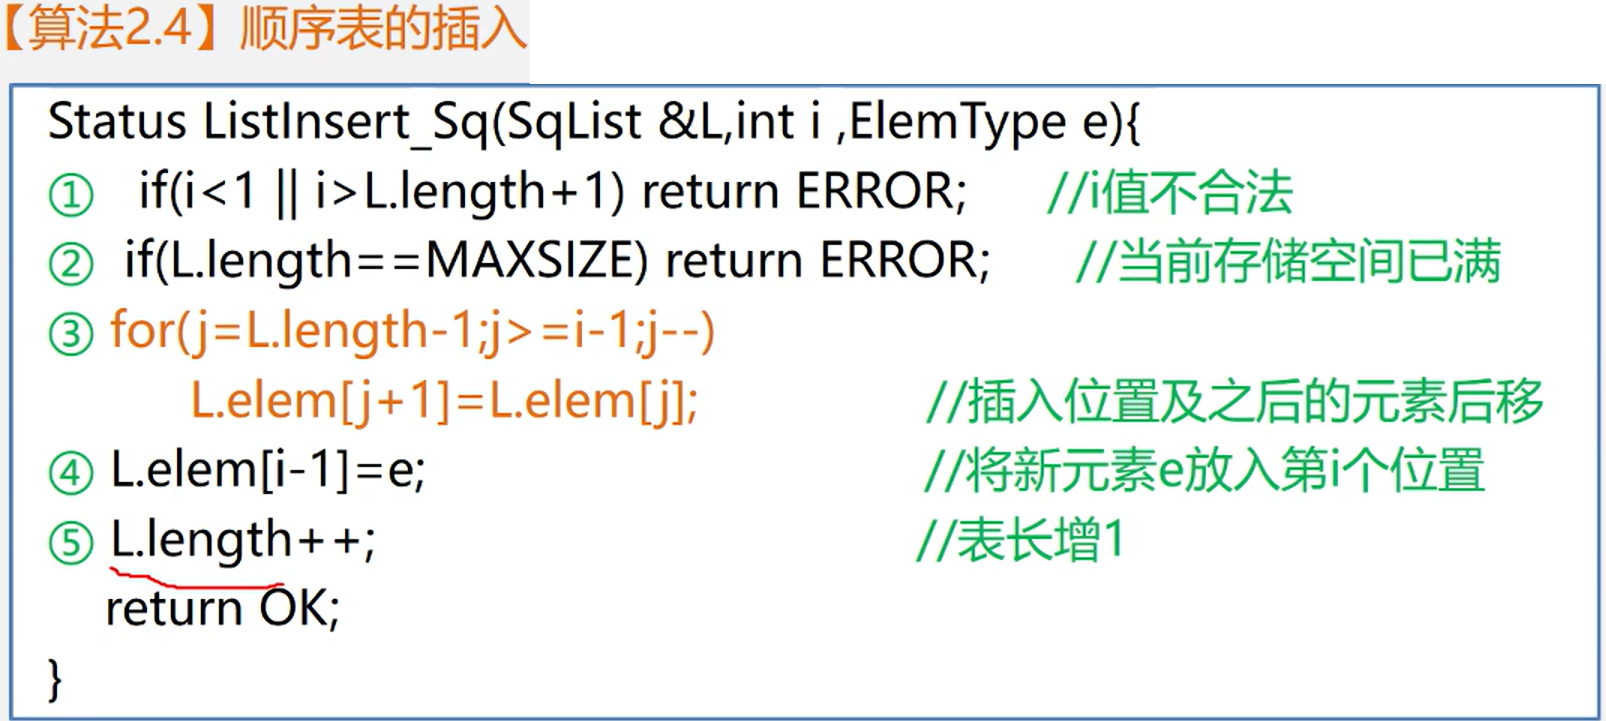 【算法2.4】顺序表的插入
Status ListInsert_Sq(SqList &L,int i ,ElemType e){
① if(i<1 || i>L.length+1) return ERROR; //i值不合法
② if(L.length==MAXSIZE) return ERROR; //当前存储空间已满
③ for(j=L.length-1;j>=i-1;j--)
L.elem[j+1]=L.elem[j]; //插入位置及之后的元素后移
④ L.elem[i-1]=e; //将新元素e放入第i个位置
⑤ L.length++; //表长增1
return OK;
}